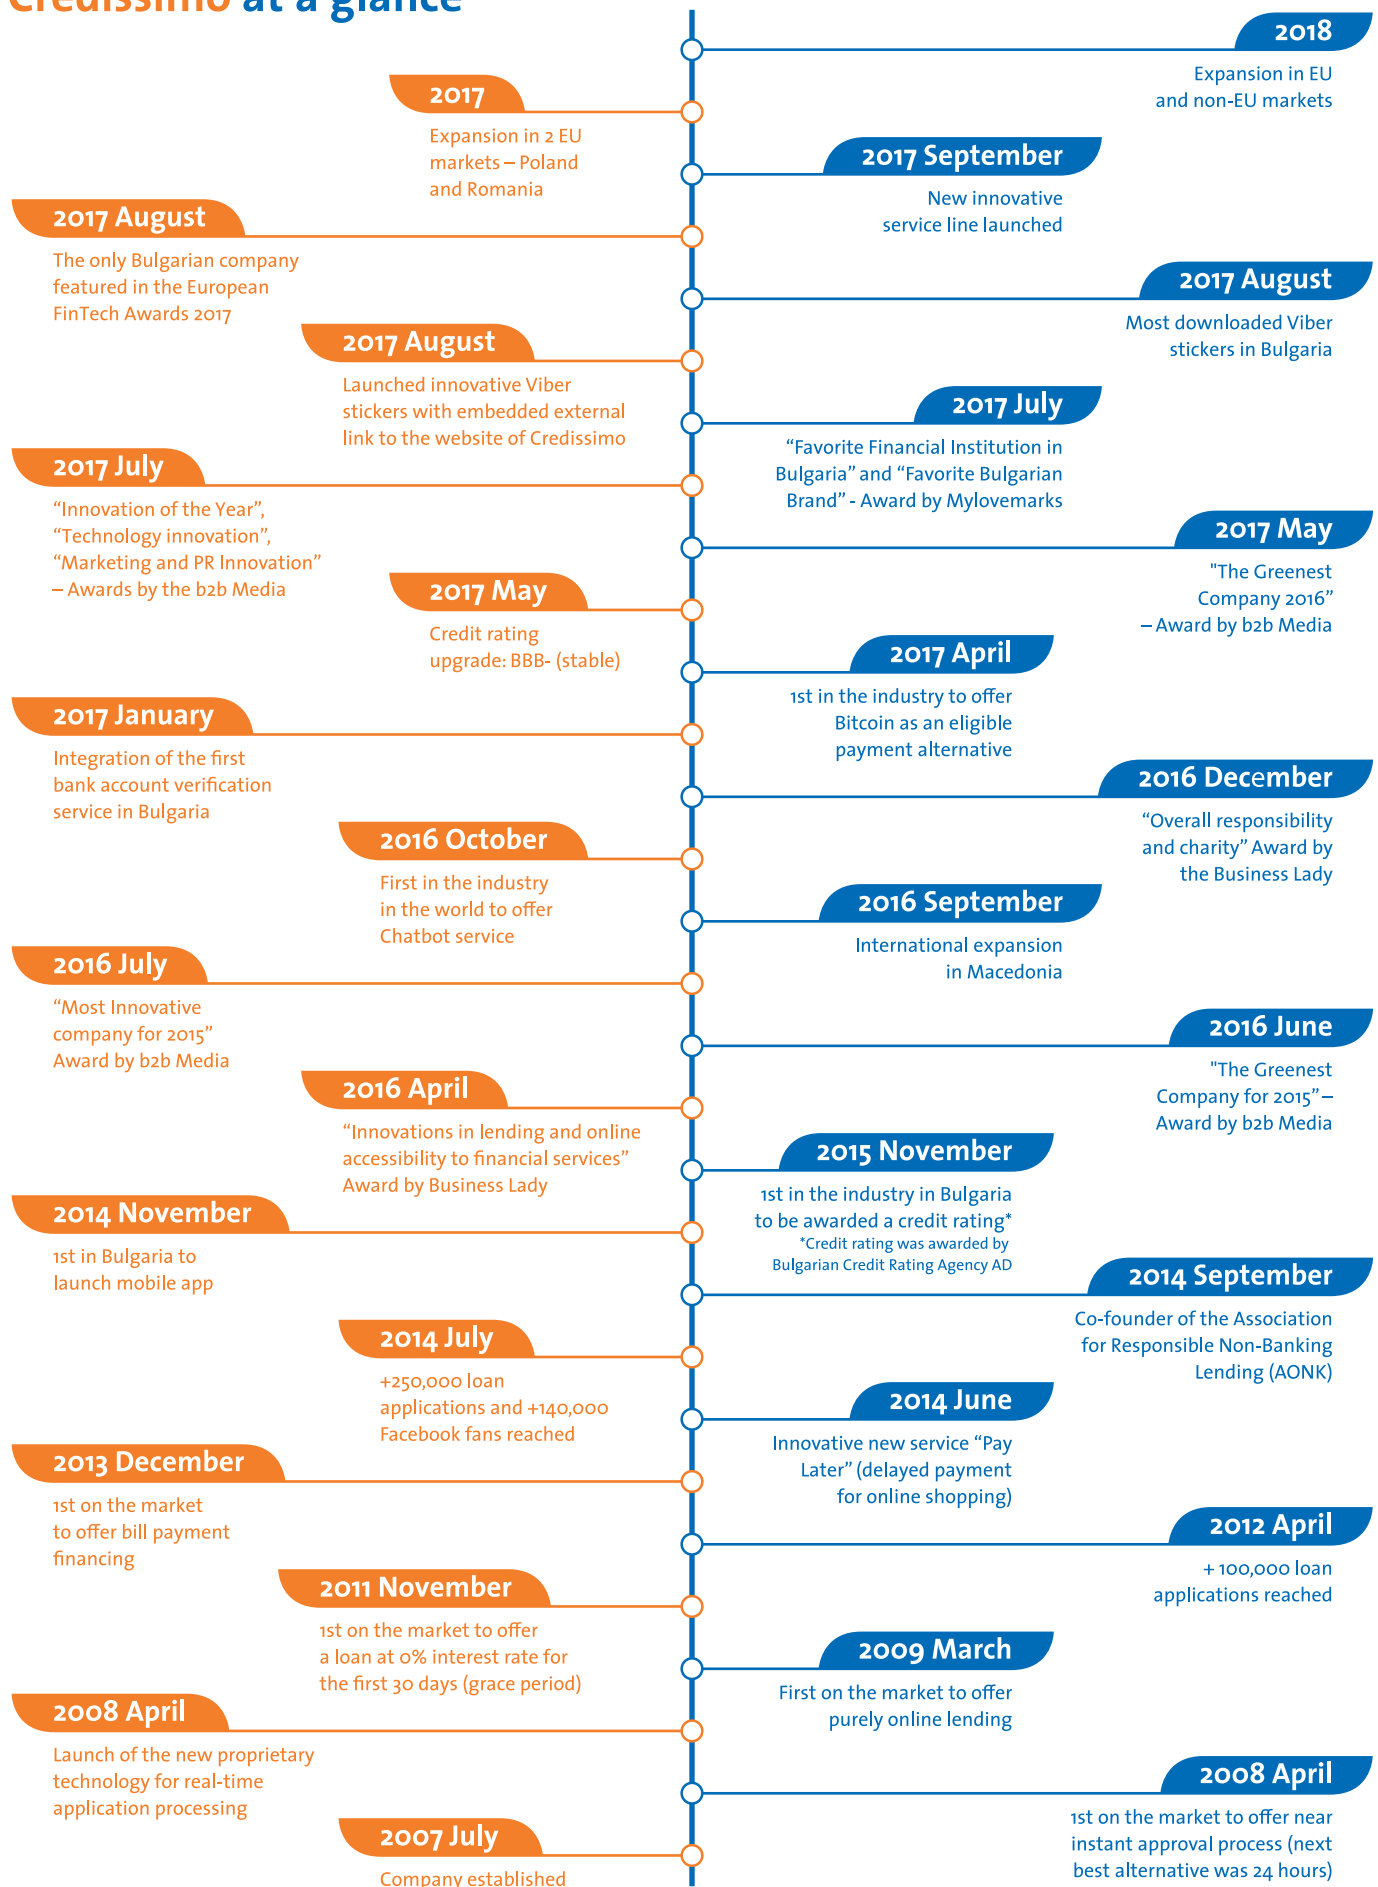 Credissimo at a glance
2018
Expansion in EU
and non-EU markets
2017
Expansion in 2 EU
markets – Poland
and Romania
2017 September
New innovative
service line launched
2017 August
The only Bulgarian company
featured in the European
FinTech Awards 2017
2017 August
Most downloaded Viber
stickers in Bulgaria
2017 August
Launched innovative Viber
stickers with embedded external
link to the website of Credissimo
2017 July
“Favorite Financial Institution in
Bulgaria” and “Favorite Bulgarian
Brand” - Award by Mylovemarks
2017 July
“Innovation of the Year”,
“Technology innovation”,
“Marketing and PR Innovation”
– Awards by the b2b Media
2017 May
"The Greenest
Company 2016”
– Award by b2b Media
2017 May
Credit rating
upgrade: BBB- (stable)
2017 April
1st in the industry to offer
Bitcoin as an eligible
payment alternative
2017 January
Integration of the first
bank account verification
service in Bulgaria
2016 December
“Overall responsibility
and charity” Award by
the Business Lady
2016 October
First in the industry
in the world to offer
Chatbot service
2016 September
International expansion
in Macedonia
2016 July
“Most Innovative
company for 2015”
Award by b2b Media
2016 June
"The Greenest
Company for 2015” –
Award by b2b Media
2016 April
“Innovations in lending and online
accessibility to financial services”
Award by Business Lady
2015 November
1st in the industry in Bulgaria
to be awarded a credit rating*
*Credit rating was awarded by
Bulgarian Credit Rating Agency AD
2014 November
1st in Bulgaria to
launch mobile app
2014 September
Co-founder of the Association
for Responsible Non-Banking
Lending (AONK)
2014 July
+250,000 loan
applications and +140,000
Facebook fans reached
2014 June
Innovative new service “Pay
Later” (delayed payment
for online shopping)
2013 December
1st on the market
to offer bill payment
financing
2012 April
+ 100,000 loan
applications reached
2011 November
1st on the market to offer
a loan at 0% interest rate for
the first 30 days (grace period)
2009 March
First on the market to offer
purely online lending
2008 April
Launch of the new proprietary
technology for real-time
application processing
2008 April
1st on the market to offer near
instant approval process (next
best alternative was 24 hours)
2007 July
Company established